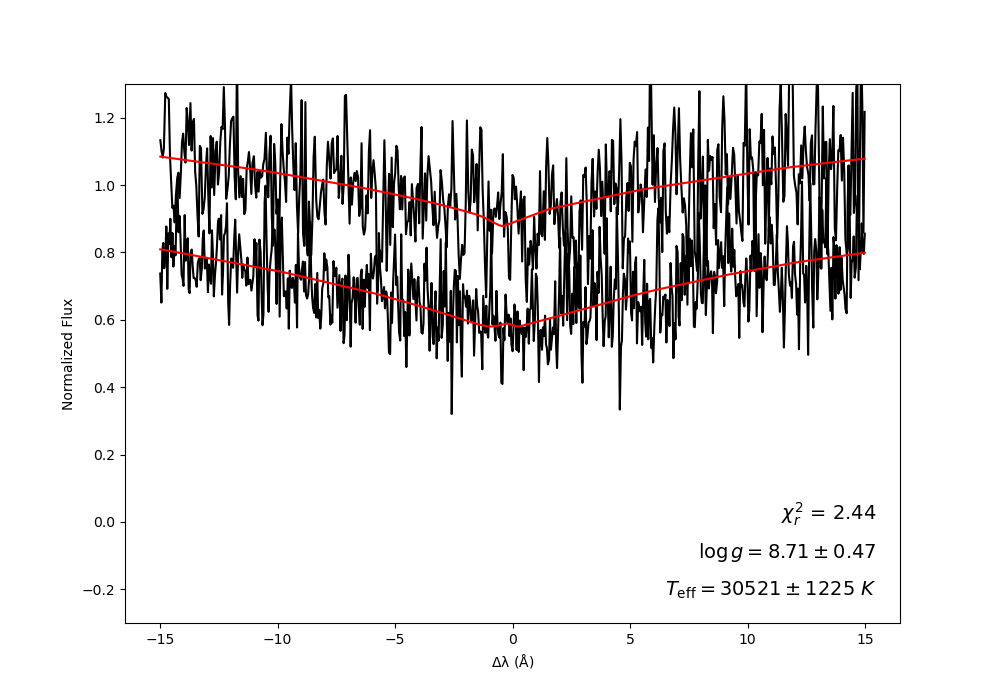 1.2
1.0
0.8
0.6
0.4
0.2
0.0
−0.2
Normalized Flux
χ²ᵣ = 2.44
log g = 8.71 ± 0.47
T_eff = 30521 ± 1225 K
−15 −10 −5 0 5 10 15
Δλ (Å)